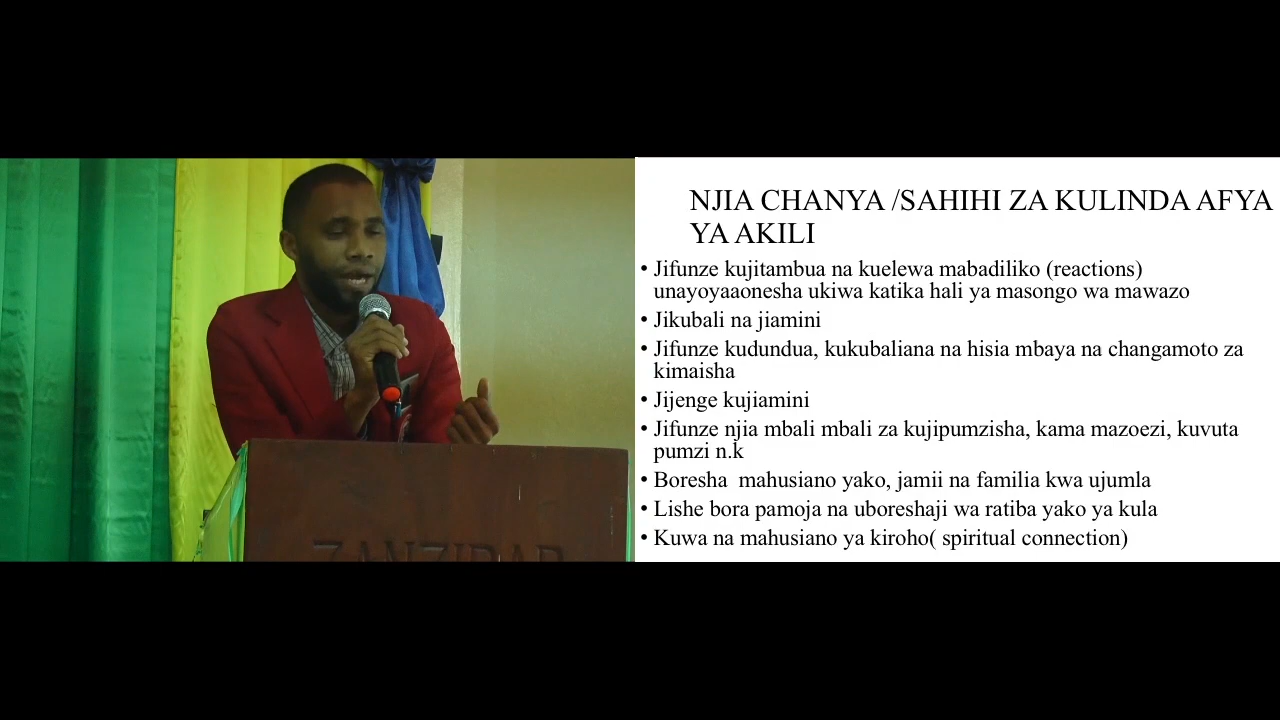 NJIA CHANYA /SAHIHI ZA KULINDA AFYA
YA AKILI
• Jifunze kujitambua na kuelewa mabadiliko (reactions)
unayoyaaonesha ukiwa katika hali ya masongo wa mawazo
• Jikubali na jiamini
• Jifunze kudundua, kukubaliana na hisia mbaya na changamoto za
kimaisha
• Jijenge kujiamini
• Jifunze njia mbali mbali za kujipumzisha, kama mazoezi, kuvuta
pumzi n.k
• Boresha  mahusiano yako, jamii na familia kwa ujumla
• Lishe bora pamoja na uboreshaji wa ratiba yako ya kula
• Kuwa na mahusiano ya kiroho( spiritual connection)
ZANZIBAR